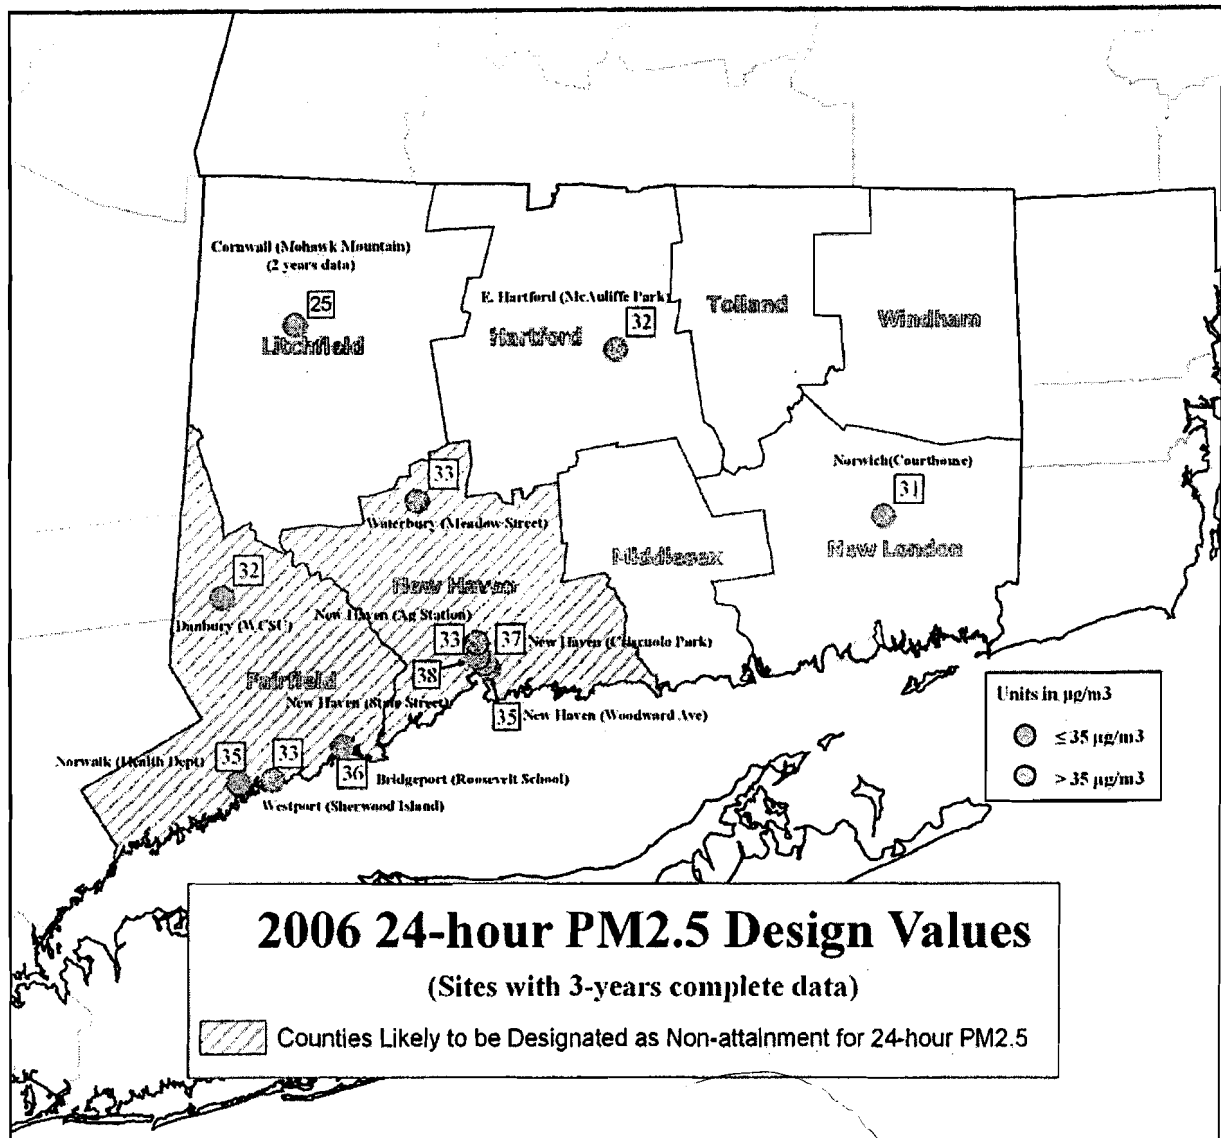 Cornwall (Mohawk Mountain)
(2 years data)
25
Litchfield
E. Hartford (McAuliffe Park)
32
Hartford
Tolland
Windham
Norwich(Courthouse)
31
New London
33
Waterbury (Meadow Street)
Middlesex
New Haven
32
Danbury (WCSU)
New Haven (Ag Station)
33
37
New Haven (Criscuolo Park)
38
Fairfield
New Haven (State Street)
35
New Haven (Woodward Ave)
Norwalk (Health Dept)
35
33
36
Bridgeport (Roosevelt School)
Westport (Sherwood Island)
Units in µg/m3
≤ 35 µg/m3
> 35 µg/m3
2006 24-hour PM2.5 Design Values
(Sites with 3-years complete data)
Counties Likely to be Designated as Non-attainment for 24-hour PM2.5